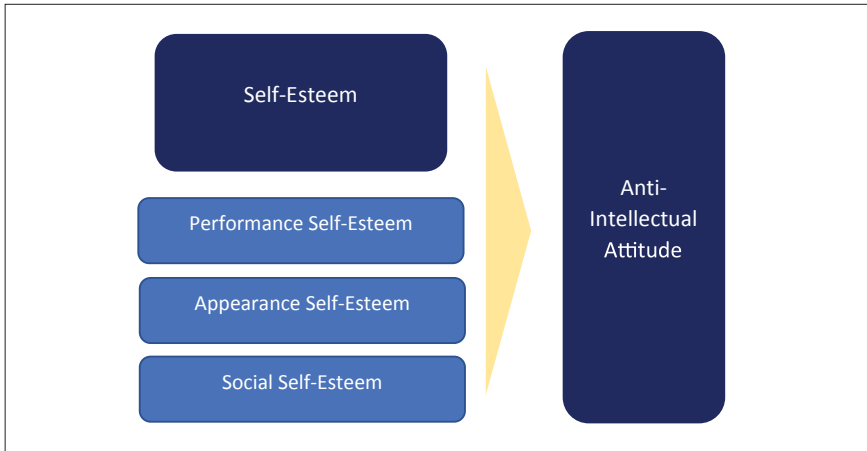 Self-Esteem
Performance Self-Esteem
Appearance Self-Esteem
Social Self-Esteem
Anti-
Intellectual
Attitude